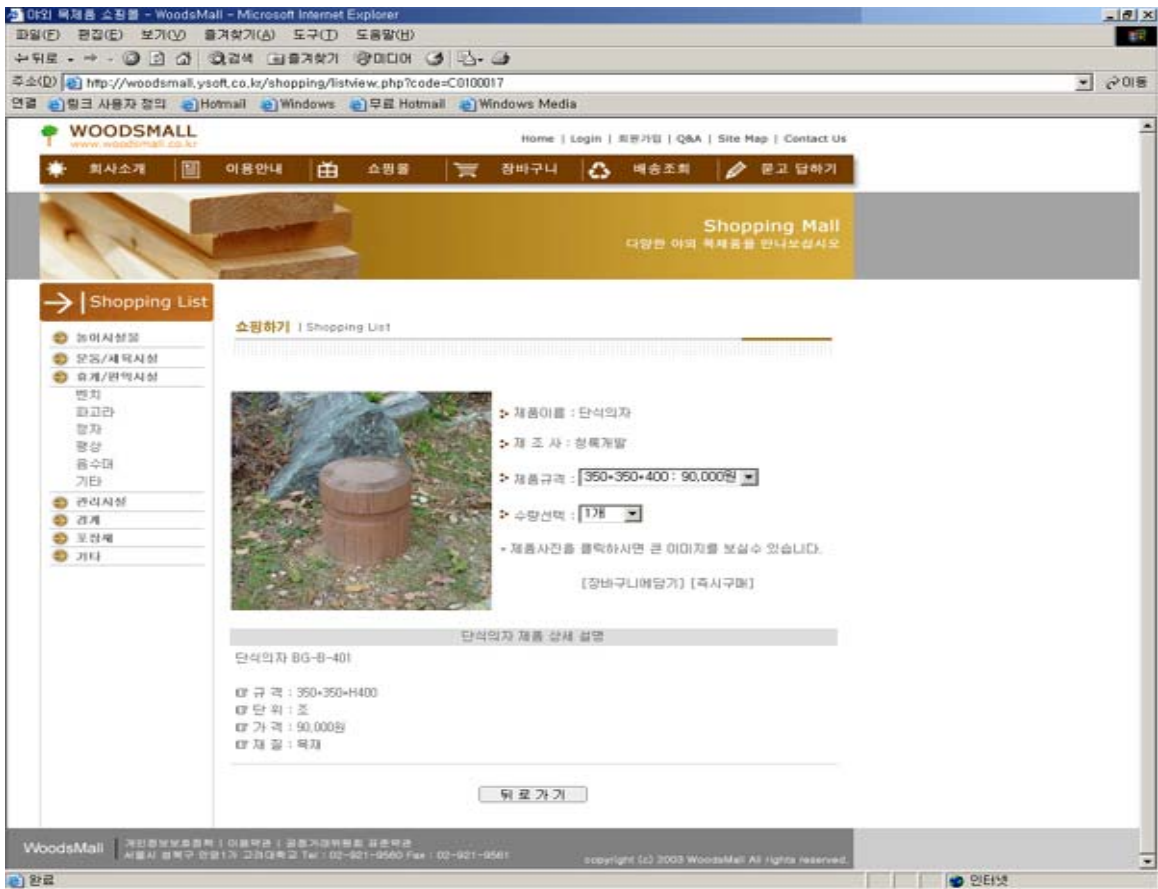 야외 목제품 쇼핑몰 - WoodsMall - Microsoft Internet Explorer
파일(F) 편집(E) 보기(V) 즐겨찾기(A) 도구(T) 도움말(H)
뒤로 검색 즐겨찾기 미디어
주소(D) http://woodsmall.ysoft.co.kr/shopping/listview.php?code=C0100017 이동
연결 링크 사용자 정의 Hotmail Windows 무료 Hotmail Windows Media
WOODSMALL
www.woodsmall.co.kr
Home | Login | 회원가입 | Q&A | Site Map | Contact Us
회사소개 이용안내 쇼핑몰 장바구니 배송조회 묻고 답하기
Shopping Mall
다양한 야외 목제품을 만나보십시오
Shopping List
쇼핑하기 | Shopping List
놀이시설물
운동/체육시설
휴게/편의시설
벤치
파고라
정자
평상
음수대
기타
관리시설
경계
포장재
기타
제품이름 : 단식의자
제 조 사 : 청록개발
제품규격 : 350*350*400 : 90,000원
수량선택 : 1개
* 제품사진을 클릭하시면 큰 이미지를 보실수 있습니다.
[장바구니에담기] [즉시구매]
단식의자 제품 상세 설명
단식의자 BG-B-401
☞ 규 격 : 350*350*H400
☞ 단 위 : 조
☞ 가 격 : 90,000원
☞ 재 질 : 목재
뒤로가기
WoodsMall
개인정보보호정책 | 이용약관 | 공정거래위원회 표준약관
서울시 성북구 안암1가 고려대학교 Tel : 02-921-9560 Fax : 02-921-9561
copyright (c) 2003 WoodsMall All rights reserved.
완료 인터넷